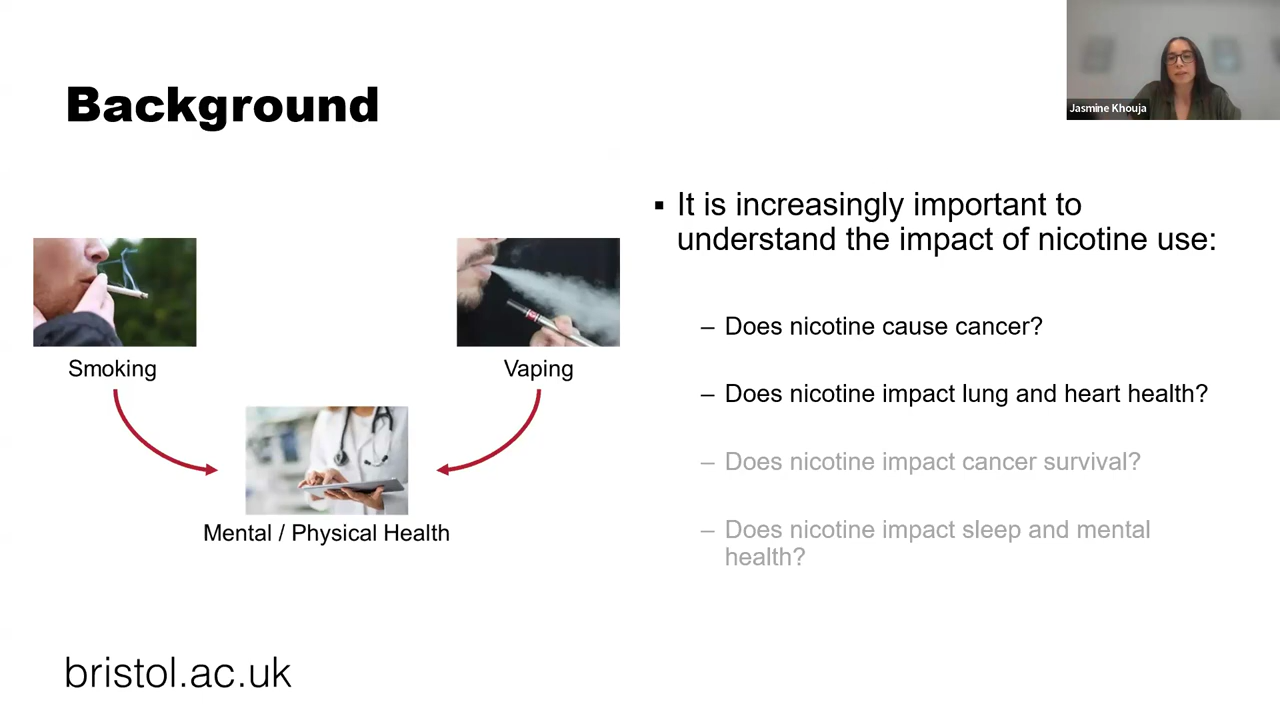 Background
Jasmine Khouja
▪ It is increasingly important to
understand the impact of nicotine use:
– Does nicotine cause cancer?
– Does nicotine impact lung and heart health?
– Does nicotine impact cancer survival?
– Does nicotine impact sleep and mental
health?
Smoking
Vaping
Mental / Physical Health
bristol.ac.uk